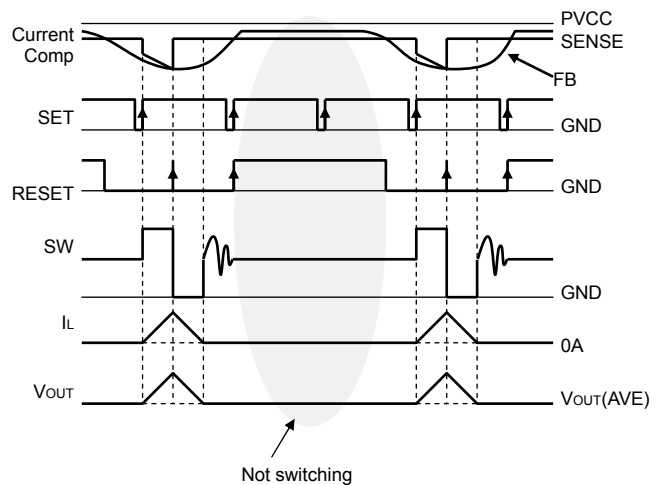 PVCC
Current
Comp
SENSE
FB
SET
GND
RESET
GND
SW
GND
IL
0A
VOUT
VOUT(AVE)
Not switching